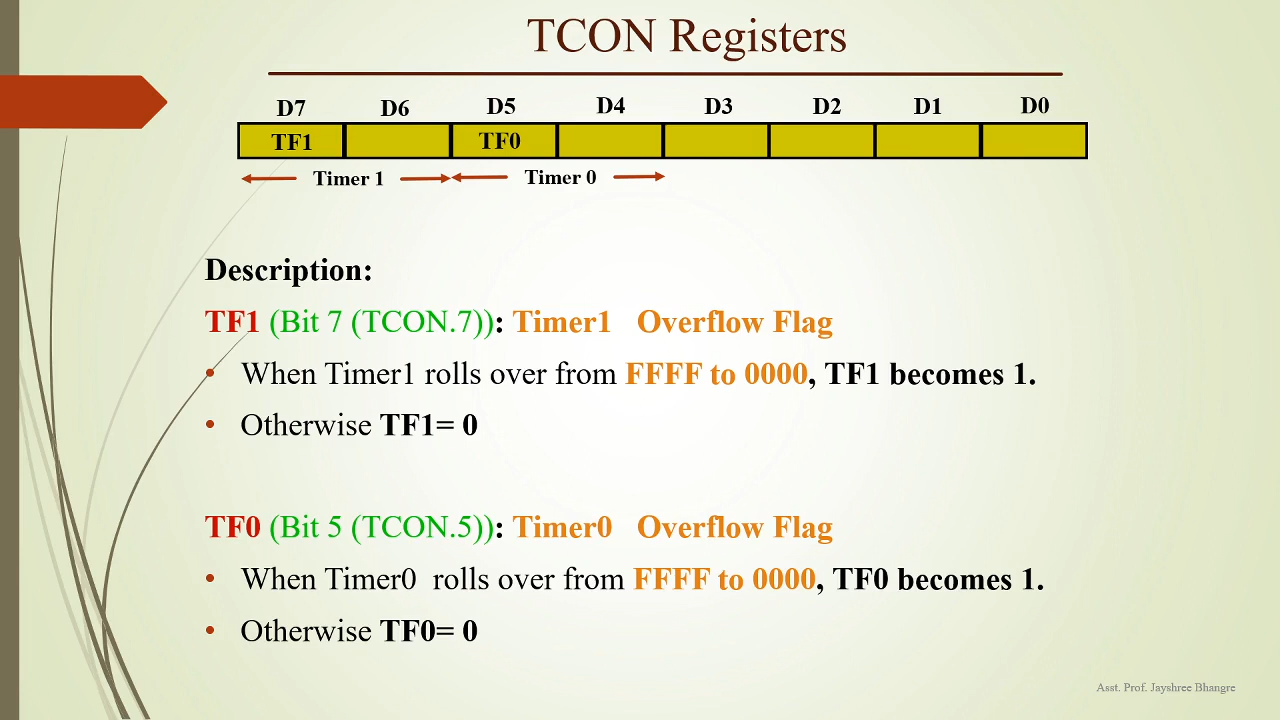 TCON Registers
D7 D6 D5 D4 D3 D2 D1 D0
TF1 TF0
Timer 1 Timer 0
Description:
TF1 (Bit 7 (TCON.7)): Timer1 Overflow Flag
• When Timer1 rolls over from FFFF to 0000, TF1 becomes 1.
• Otherwise TF1= 0
TF0 (Bit 5 (TCON.5)): Timer0 Overflow Flag
• When Timer0 rolls over from FFFF to 0000, TF0 becomes 1.
• Otherwise TF0= 0
Asst. Prof. Jayshree Bhangre